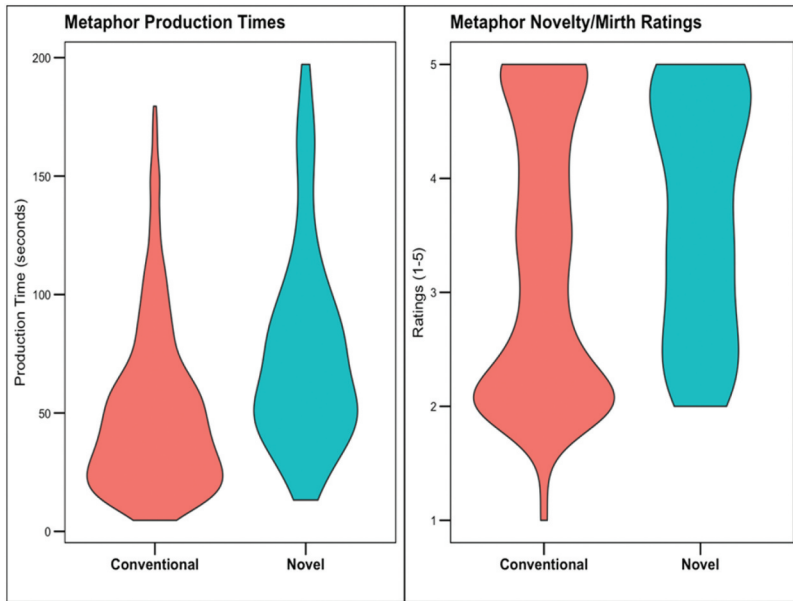 Metaphor Production Times
Production Time (seconds)
200
150
100
50
0
Conventional
Novel
Metaphor Novelty/Mirth Ratings
Ratings (1-5)
5
4
3
2
1
Conventional
Novel